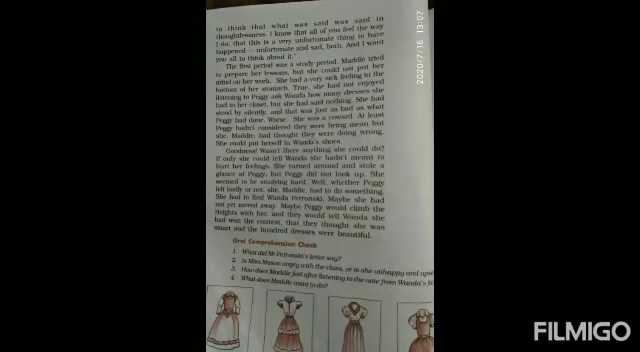 to think that what was said was said in
thoughtlessness. I know that all of you feel the way
I do, that this is a very unfortunate thing to have
happened — unfortunate and sad, both. And I want
you all to think about it."
The first period was a study period. Maddie tried
to prepare her lessons, but she could not put her
mind on her work. She had a very sick feeling in the
bottom of her stomach. True, she had not enjoyed
listening to Peggy ask Wanda how many dresses she
had in her closet, but she had said nothing. She had
stood by silently, and that was just as bad as what
Peggy had done. Worse. She was a coward. At least
Peggy hadn't considered they were being mean but
she, Maddie, had thought they were doing wrong.
She could put herself in Wanda's shoes.
Goodness! Wasn't there anything she could do?
If only she could tell Wanda she hadn't meant to
hurt her feelings. She turned around and stole a
glance at Peggy, but Peggy did not look up. She
seemed to be studying hard. Well, whether Peggy
felt badly or not, she, Maddie, had to do something.
She had to find Wanda Petronski. Maybe she had
not yet moved away. Maybe Peggy would climb the
Heights with her, and they would tell Wanda she
had won the contest, that they thought she was
smart and the hundred dresses were beautiful.
Oral Comprehension Check
1. What did Mr Petronski's letter say?
2. Is Miss Mason angry with the class, or is she unhappy and upse
3. How does Maddie feel after listening to the note from Wanda's fa
4. What does Maddie want to do?
2020/7/16 13:07
FILMIGO